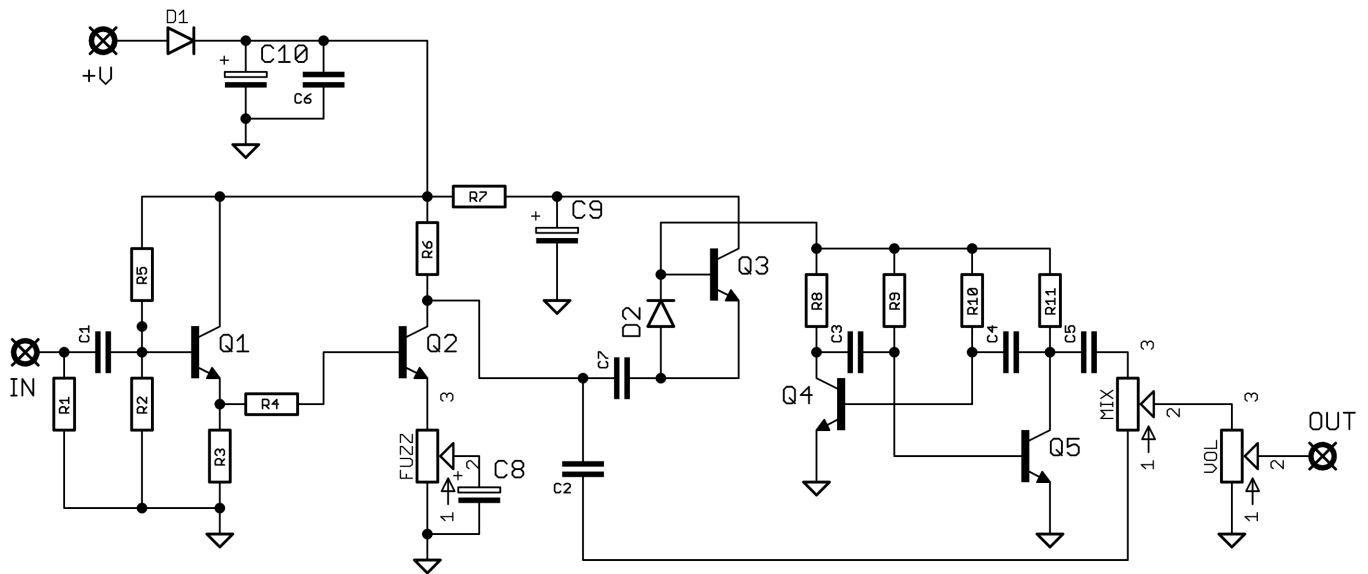 D1
+V
+
C10
C6
R7
+
C9
R6
R5
Q3
D2
R8
R9
R10
R11
C1
Q1
Q2
C7
C3
C4
C5
3
IN
R1
R2
R4
3
Q4
MIX
2
3
OUT
R3
FUZZ
2
+
C8
C2
Q5
1
VOL
2
1
1